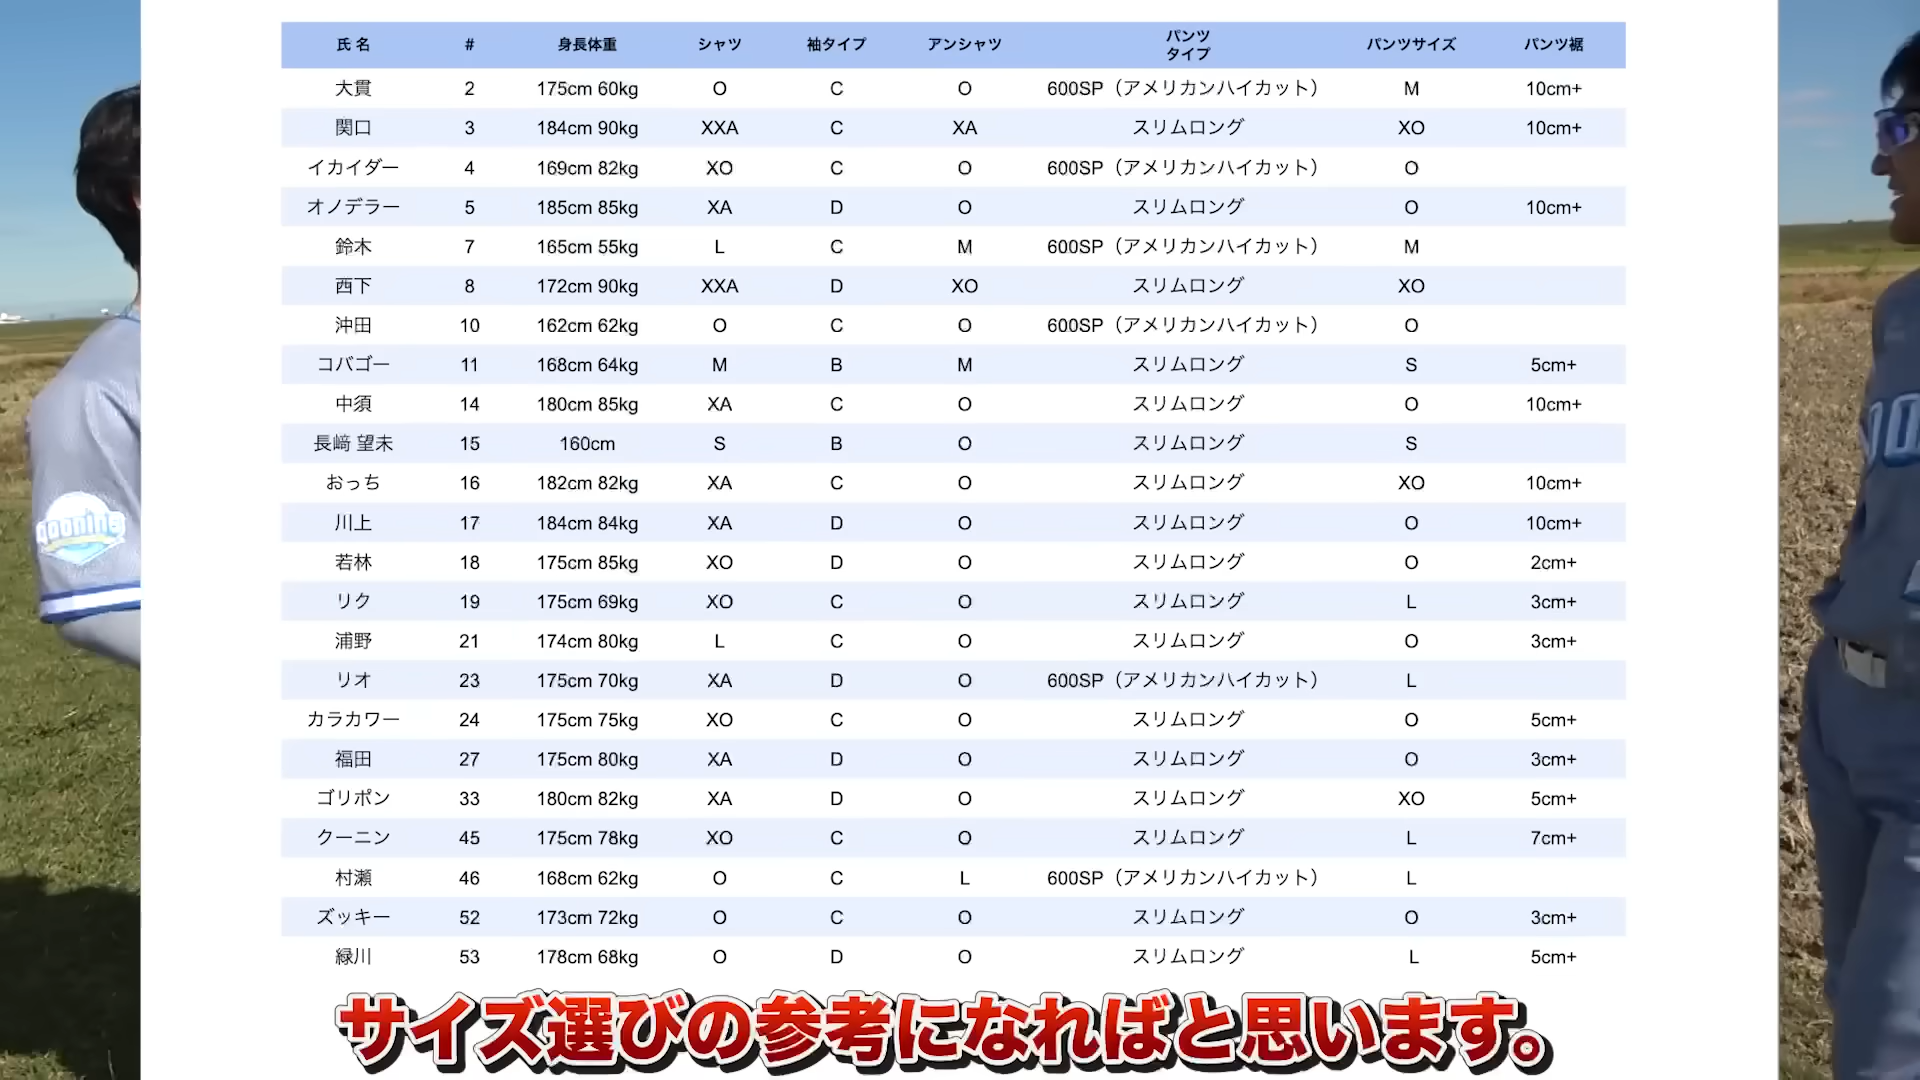 氏 名 # 身長体重 シャツ 袖タイプ アンシャツ パンツ タイプ パンツサイズ パンツ裾
大貫 2 175cm 60kg O C O 600SP（アメリカンハイカット） M 10cm+
関口 3 184cm 90kg XXA C XA スリムロング XO 10cm+
イカイダー 4 169cm 82kg XO C O 600SP（アメリカンハイカット） O
オノデラー 5 185cm 85kg XA D O スリムロング O 10cm+
鈴木 7 165cm 55kg L C M 600SP（アメリカンハイカット） M
西下 8 172cm 90kg XXA D XO スリムロング XO
沖田 10 162cm 62kg O C O 600SP（アメリカンハイカット） O
コバゴー 11 168cm 64kg M B M スリムロング S 5cm+
中須 14 180cm 85kg XA C O スリムロング O 10cm+
長﨑 望未 15 160cm S B O スリムロング S
おっち 16 182cm 82kg XA C O スリムロング XO 10cm+
川上 17 184cm 84kg XA D O スリムロング O 10cm+
若林 18 175cm 85kg XO D O スリムロング O 2cm+
リク 19 175cm 69kg XO C O スリムロング L 3cm+
浦野 21 174cm 80kg L C O スリムロング O 3cm+
リオ 23 175cm 70kg XA D O 600SP（アメリカンハイカット） L
カラカワー 24 175cm 75kg XO C O スリムロング O 5cm+
福田 27 175cm 80kg XA D O スリムロング O 3cm+
ゴリポン 33 180cm 82kg XA D O スリムロング XO 5cm+
クーニン 45 175cm 78kg XO C O スリムロング L 7cm+
村瀬 46 168cm 62kg O C L 600SP（アメリカンハイカット） L
ズッキー 52 173cm 72kg O C O スリムロング O 3cm+
緑川 53 178cm 68kg O D O スリムロング L 5cm+
サイズ選びの参考になればと思います。